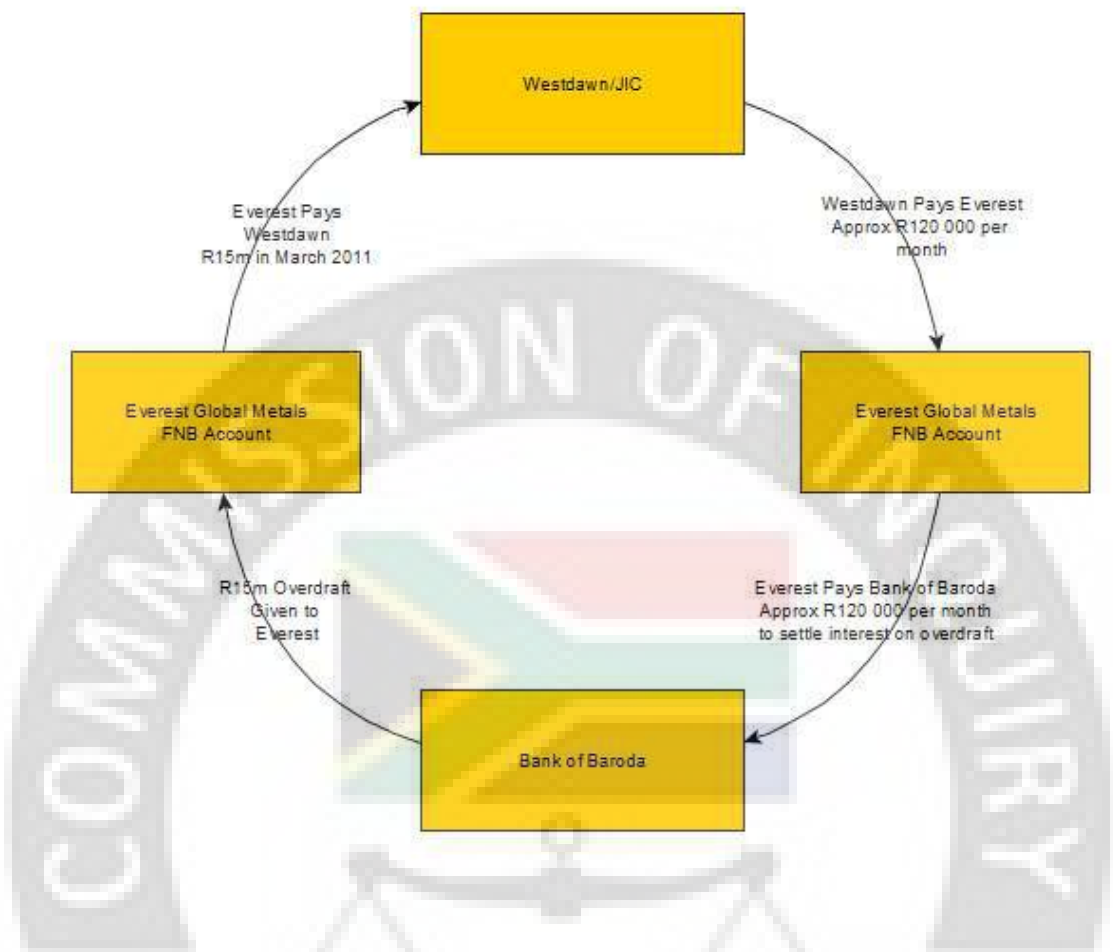 Westdawn/JIC
Everest Pays
Westdawn
R15m in March 2011
Westdawn Pays Everest
Approx R120 000 per
month
Everest Global Metals
FNB Account
Everest Global Metals
FNB Account
R15m Overdraft
Given to
Everest
Everest Pays Bank of Baroda
Approx R120 000 per month
to settle interest on overdraft
Bank of Baroda
COMMISSION OF INQUIRY